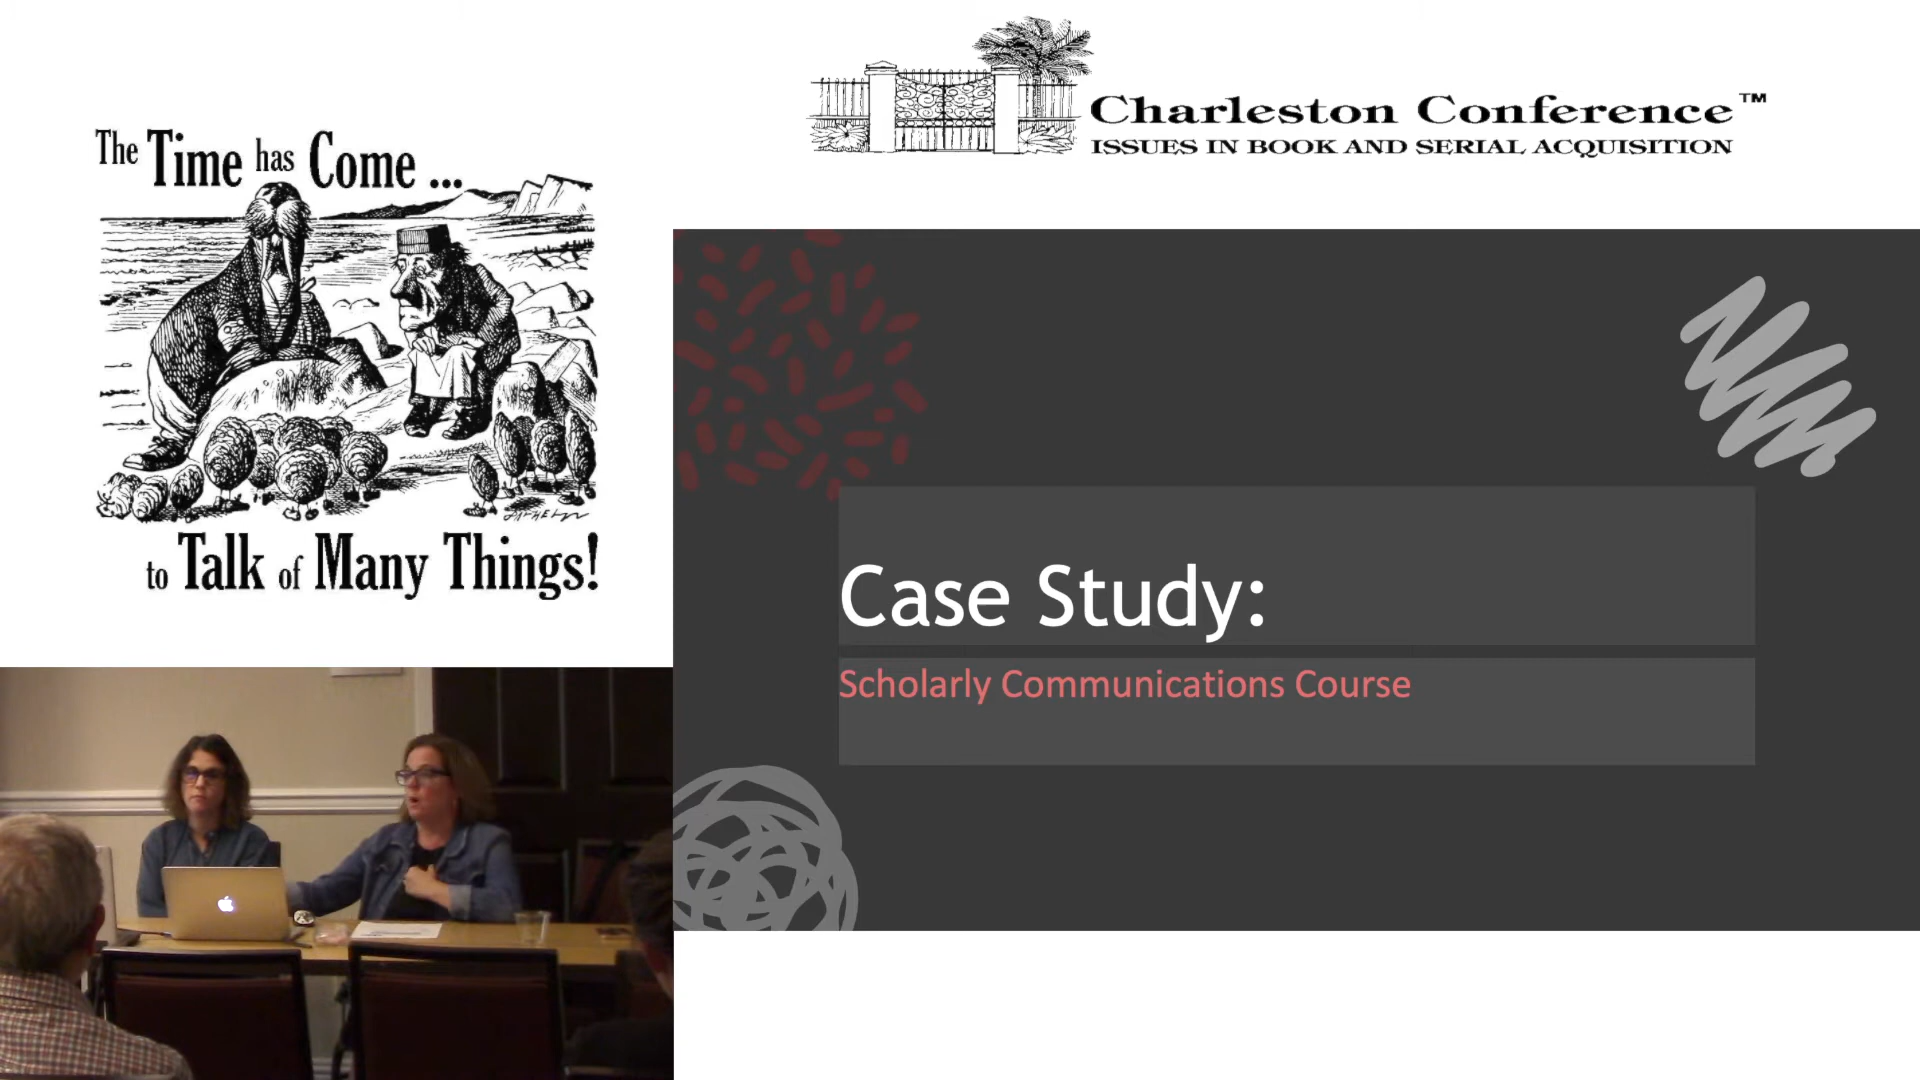 The Time has Come ...
to Talk of Many Things!
Charleston Conference™
ISSUES IN BOOK AND SERIAL ACQUISITION
Case Study:
Scholarly Communications Course